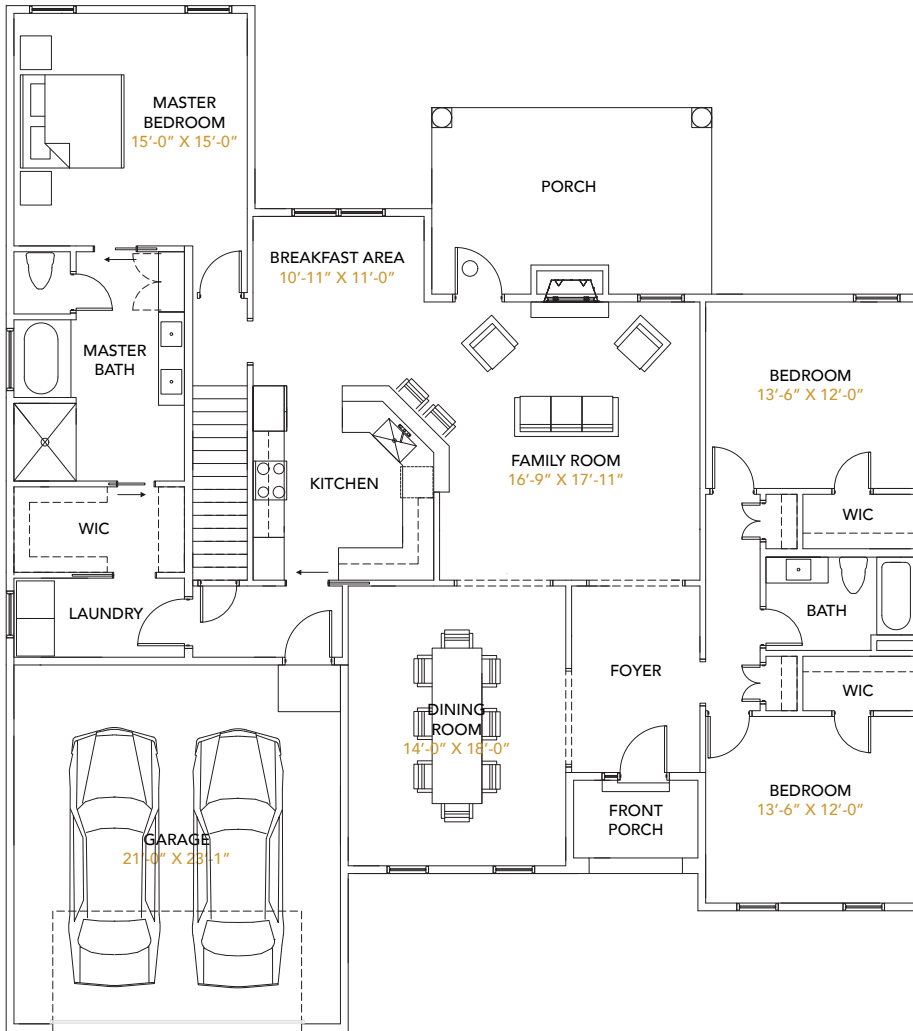 MASTER
BEDROOM
15′-0″ X 15′-0″
PORCH
BREAKFAST AREA
10′-11″ X 11′-0″
MASTER
BATH
BEDROOM
13′-6″ X 12′-0″
FAMILY ROOM
16′-9″ X 17′-11″
KITCHEN
WIC
WIC
LAUNDRY
BATH
FOYER
WIC
DINING
ROOM
14′-0″ X 18′-0″
BEDROOM
13′-6″ X 12′-0″
FRONT
PORCH
GARAGE
21′-0″ X 23′-1″